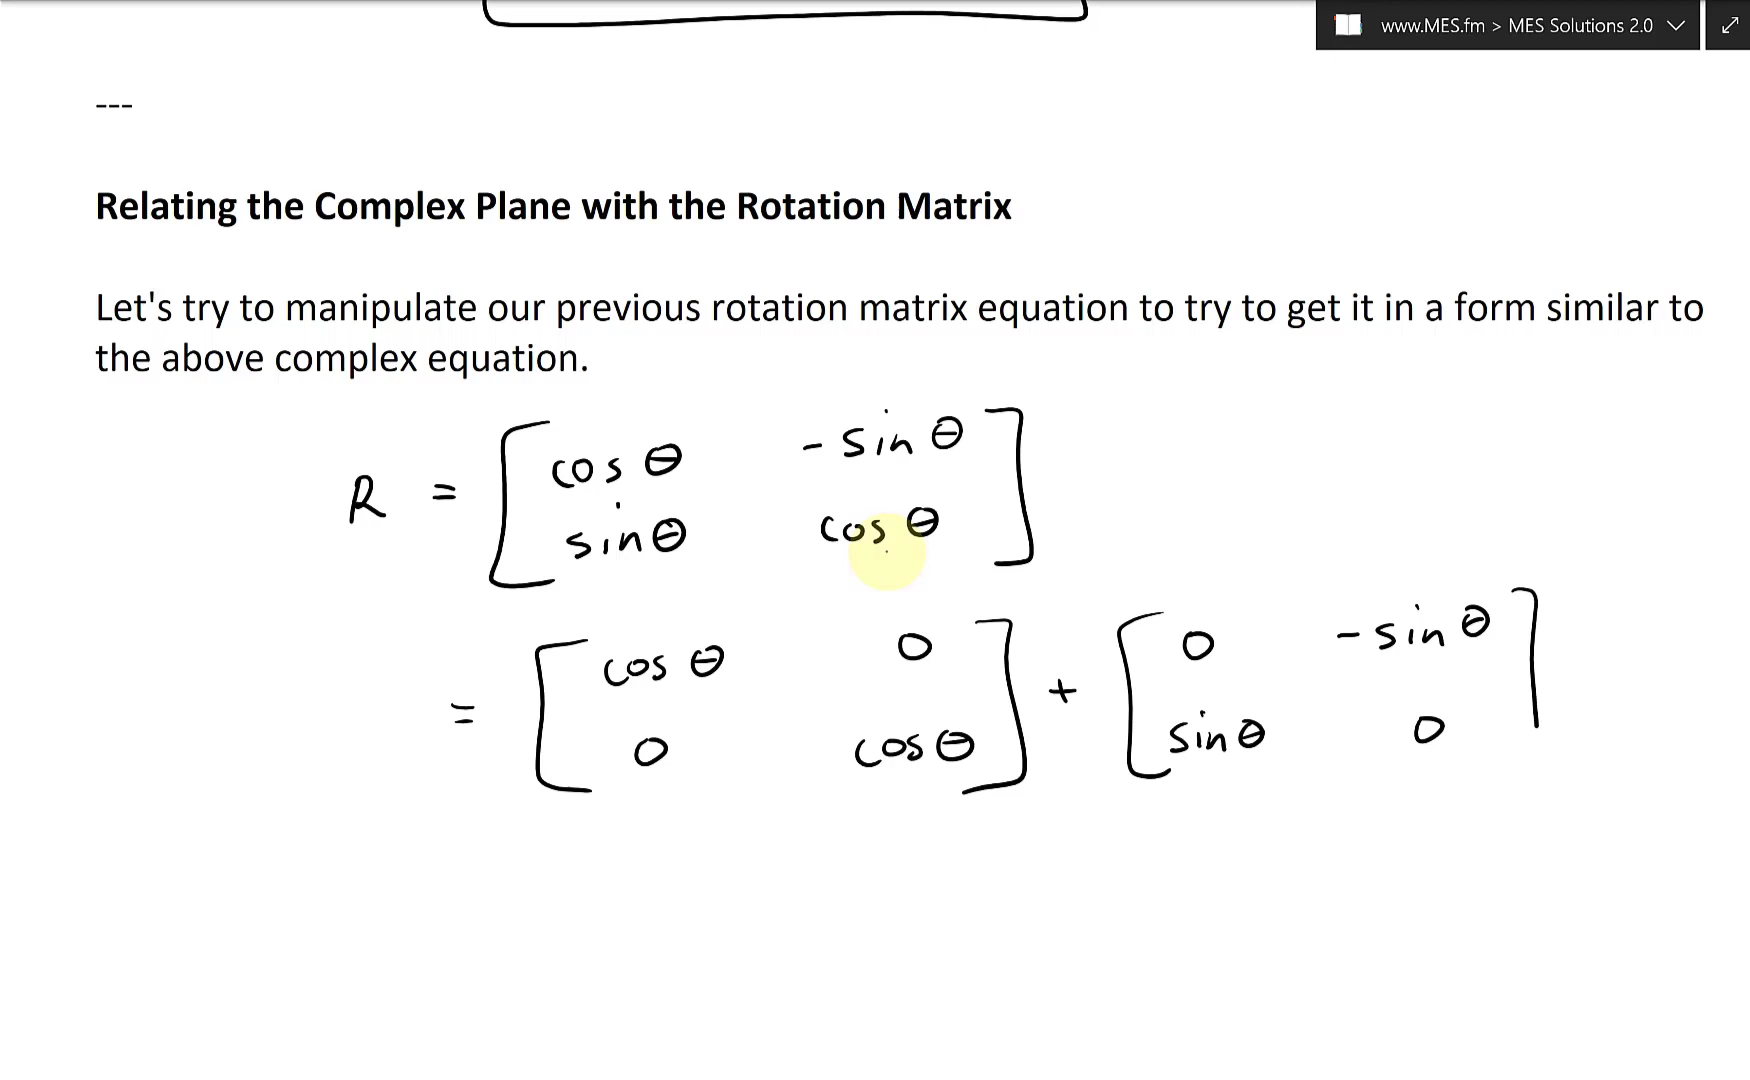 www.MES.fm > MES Solutions 2.0
---
Relating the Complex Plane with the Rotation Matrix
Let's try to manipulate our previous rotation matrix equation to try to get it in a form similar to
the above complex equation.
R = [ cos θ   - sin θ ]
[ sin θ   cos θ ]
= [ cos θ   0 ] + [ 0   - sin θ ]
[ 0   cos θ ]   [ sin θ   0 ]